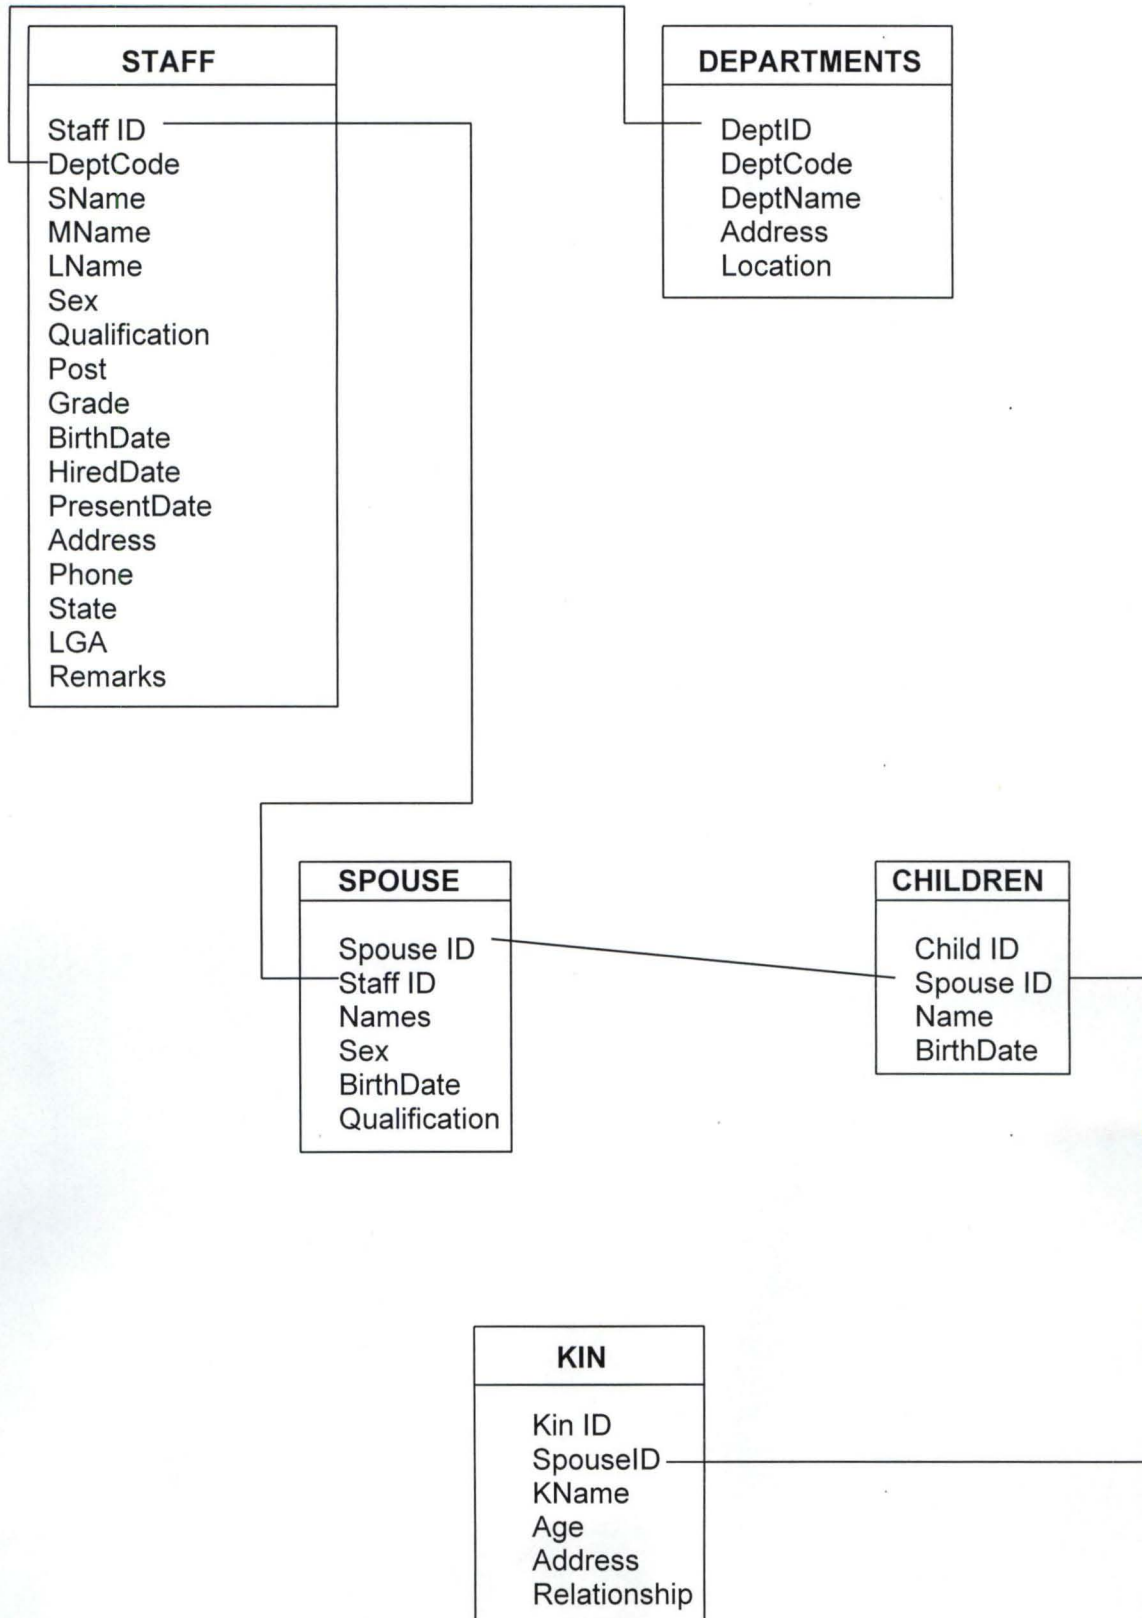 STAFF
Staff ID
DeptCode
SName
MName
LName
Sex
Qualification
Post
Grade
BirthDate
HiredDate
PresentDate
Address
Phone
State
LGA
Remarks
DEPARTMENTS
DeptID
DeptCode
DeptName
Address
Location
SPOUSE
Spouse ID
Staff ID
Names
Sex
BirthDate
Qualification
CHILDREN
Child ID
Spouse ID
Name
BirthDate
KIN
Kin ID
SpouseID
KName
Age
Address
Relationship